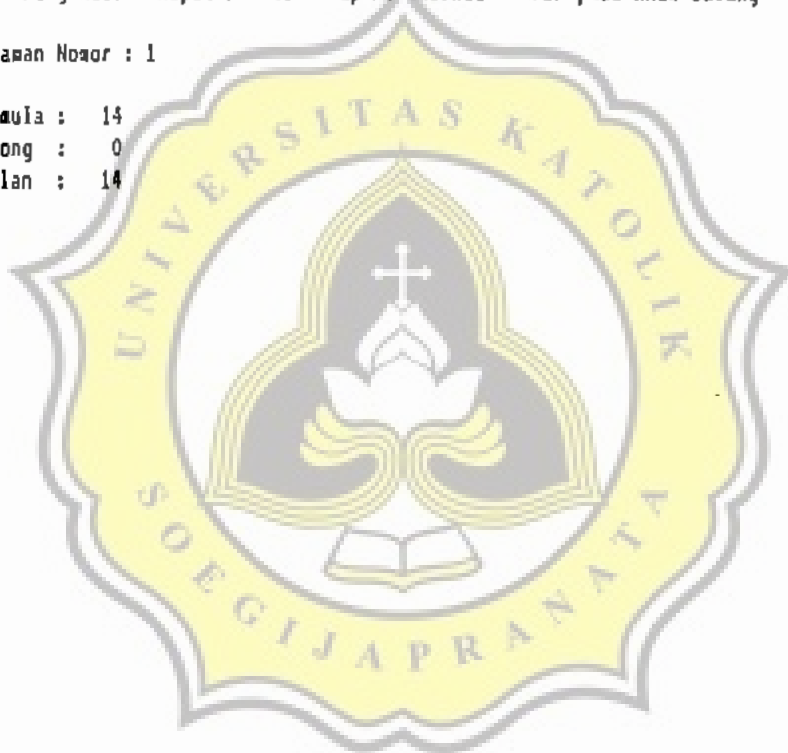 aman Nomor : 1
mula : 14
ong : 0
lan : 14
UNIVERSITAS KATOLIK
SOEGIJAPRANATA